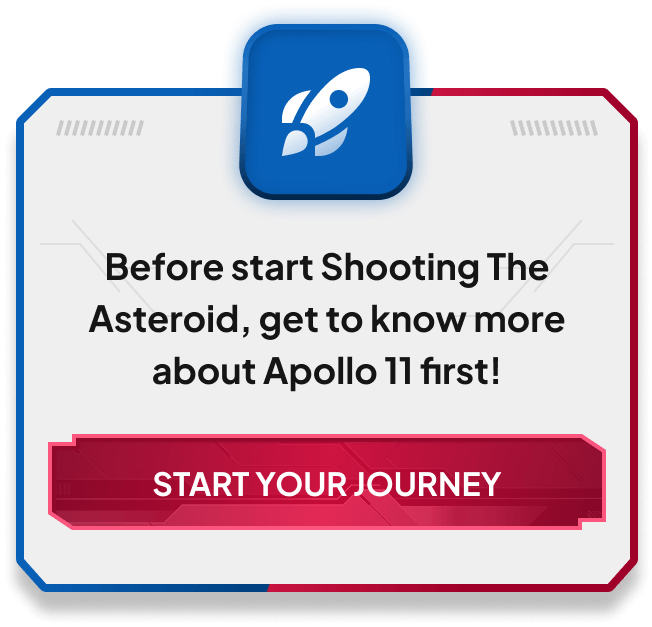 Before start Shooting The
Asteroid, get to know more
about Apollo 11 first!
START YOUR JOURNEY